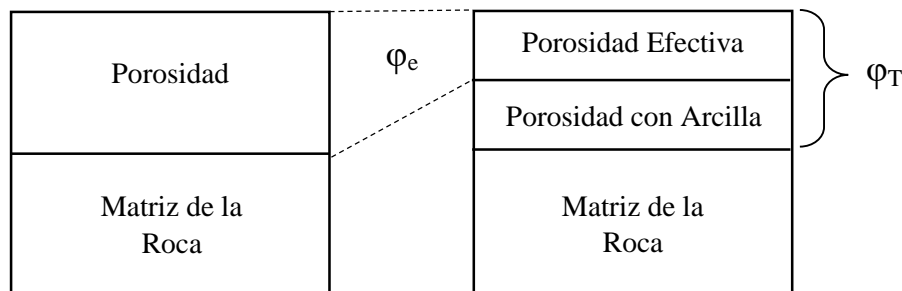 Porosidad
Matriz de la
Roca
φe
Porosidad Efectiva
Porosidad con Arcilla
Matriz de la
Roca
φT